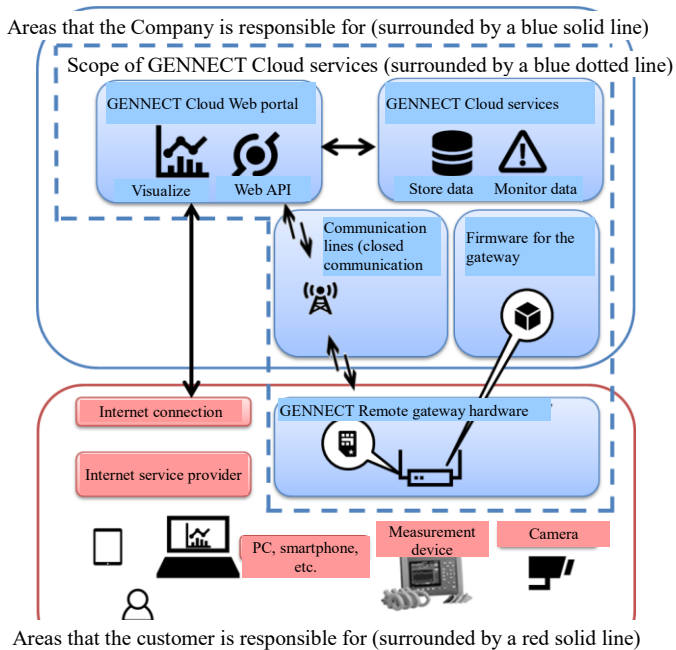 Areas that the Company is responsible for (surrounded by a blue solid line)
Scope of GENNECT Cloud services (surrounded by a blue dotted line)
GENNECT Cloud Web portal
GENNECT Cloud services
Visualize
Web API
Store data
Monitor data
Communication
lines (closed
communication
Firmware for the
gateway
Internet connection
GENNECT Remote gateway hardware
Internet service provider
PC, smartphone,
etc.
Measurement
device
Camera
Areas that the customer is responsible for (surrounded by a red solid line)